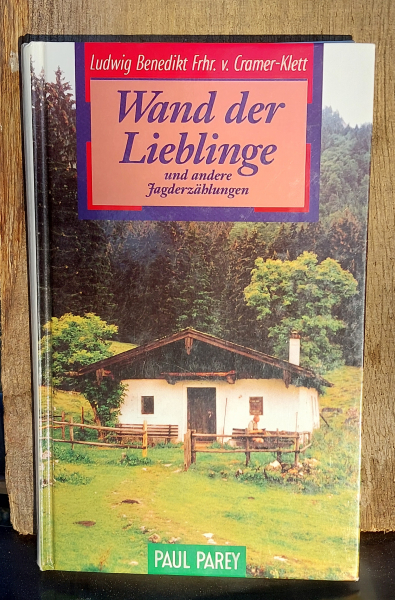 Ludwig Benedikt Frhr. v. Cramer-Klett
Wand der
Lieblinge
und andere
Jagderzählungen
PAUL PAREY